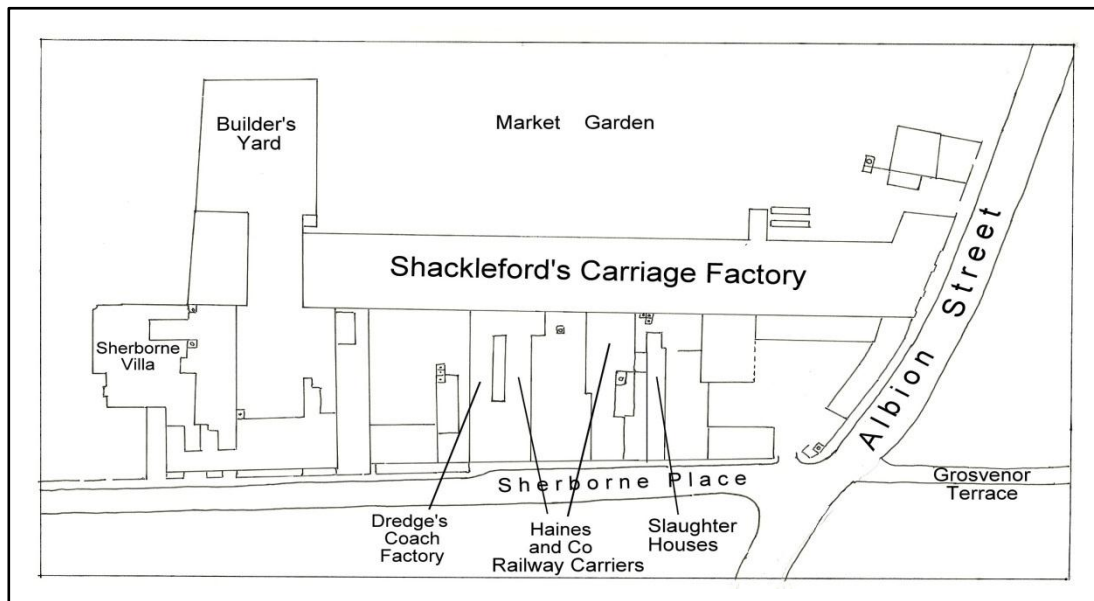 Builder's
Yard
Market Garden
Shackleford's Carriage Factory
Albion Street
Sherborne
Villa
Sherborne Place
Grosvenor
Terrace
Dredge's
Coach
Factory
Haines
and Co
Railway Carriers
Slaughter
Houses